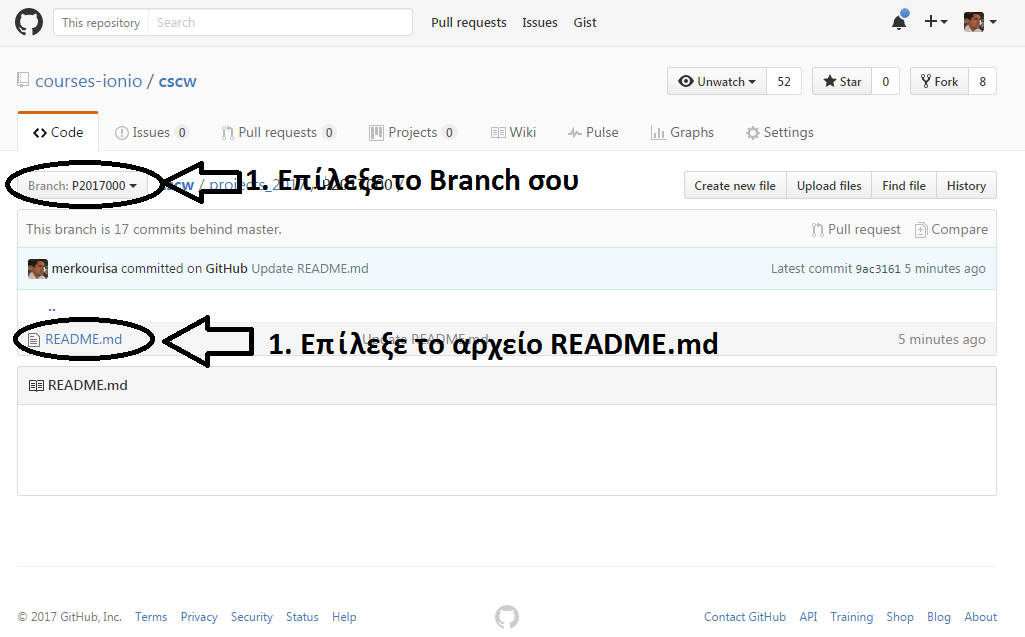 This repository Search Pull requests Issues Gist
courses-ionio / cscw Unwatch 52 Star 0 Fork 8
Code Issues 0 Pull requests 0 Projects 0 Wiki Pulse Graphs Settings
Branch: P2017000 cscw / projects_2017 / P2017000 / Create new file Upload files Find file History
1. Επίλεξε το Branch σου
This branch is 17 commits behind master. Pull request Compare
merkourisa committed on GitHub Update README.md Latest commit 9ac3161 5 minutes ago
..
README.md Update README.md 5 minutes ago
1. Επίλεξε το αρχείο README.md
README.md
© 2017 GitHub, Inc. Terms Privacy Security Status Help Contact GitHub API Training Shop Blog About